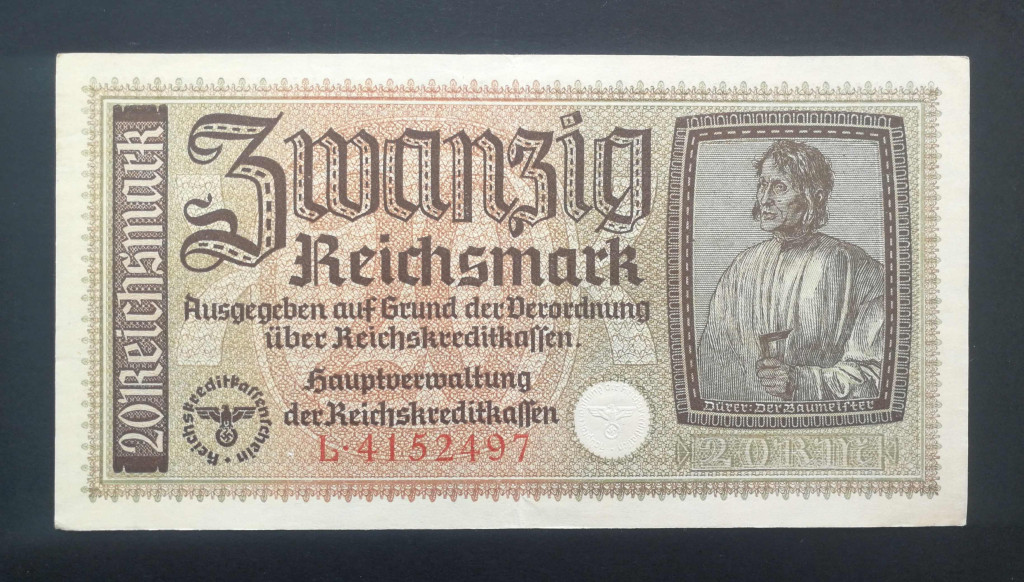 20 Reichsmark
Zwanzig
Reichsmark
Ausgegeben auf Grund der Verordnung
über Reichskreditkassen.
Hauptverwaltung
der Reichskreditkassen
L·4152497
Reichskreditkassenschein
Dürer: Der Baumeister
20 RM